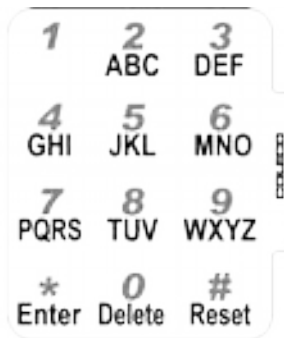 1 2 3
ABC DEF
4 5 6
GHI JKL MNO
7 8 9
PQRS TUV WXYZ
* 0 #
Enter Delete Reset